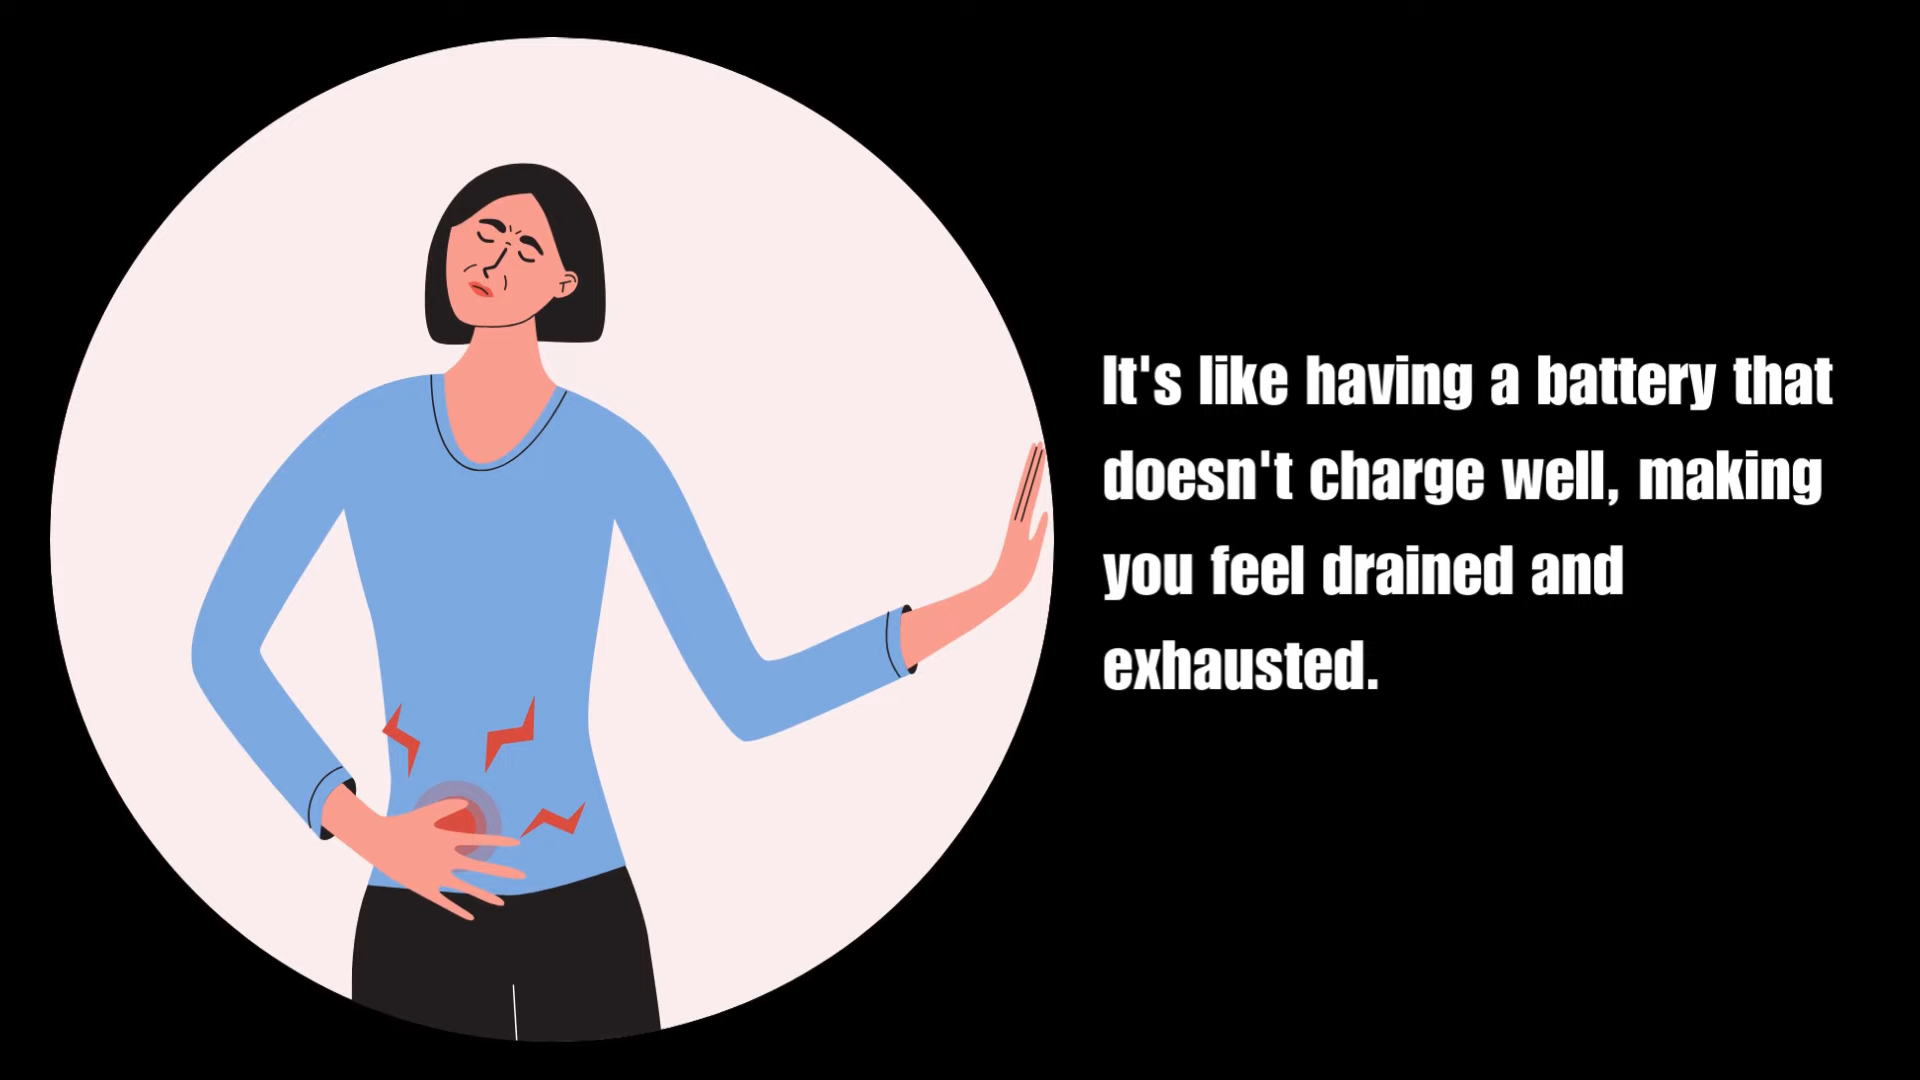 It's like having a battery that
doesn't charge well, making
you feel drained and
exhausted.